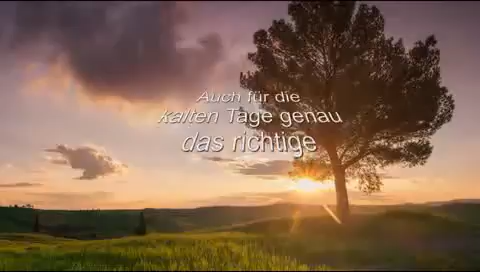 Auch für die
kalten Tage genau
das richtige